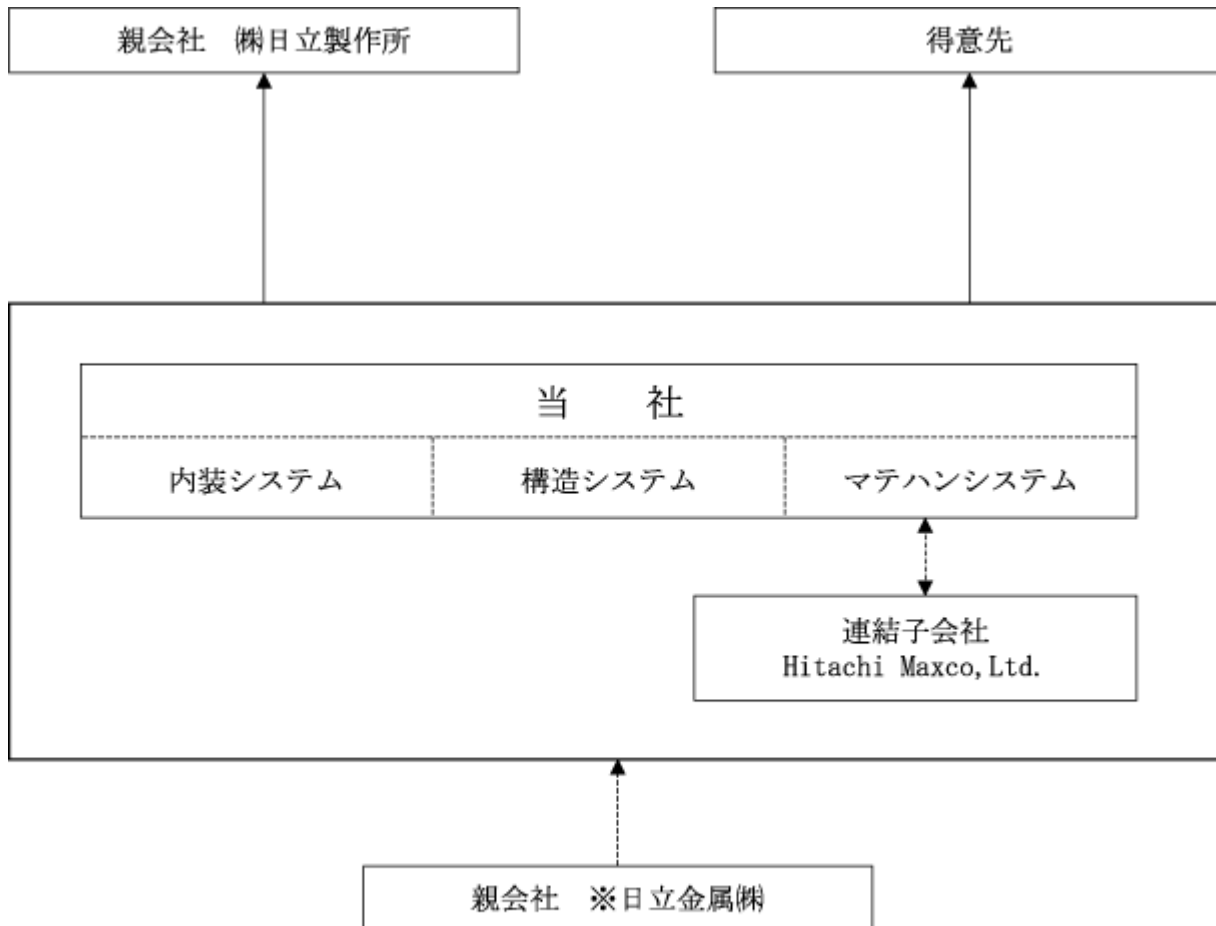 親会社　㈱日立製作所
得意先
当　　社
内装システム
構造システム
マテハンシステム
連結子会社
Hitachi Maxco,Ltd.
親会社　※日立金属㈱